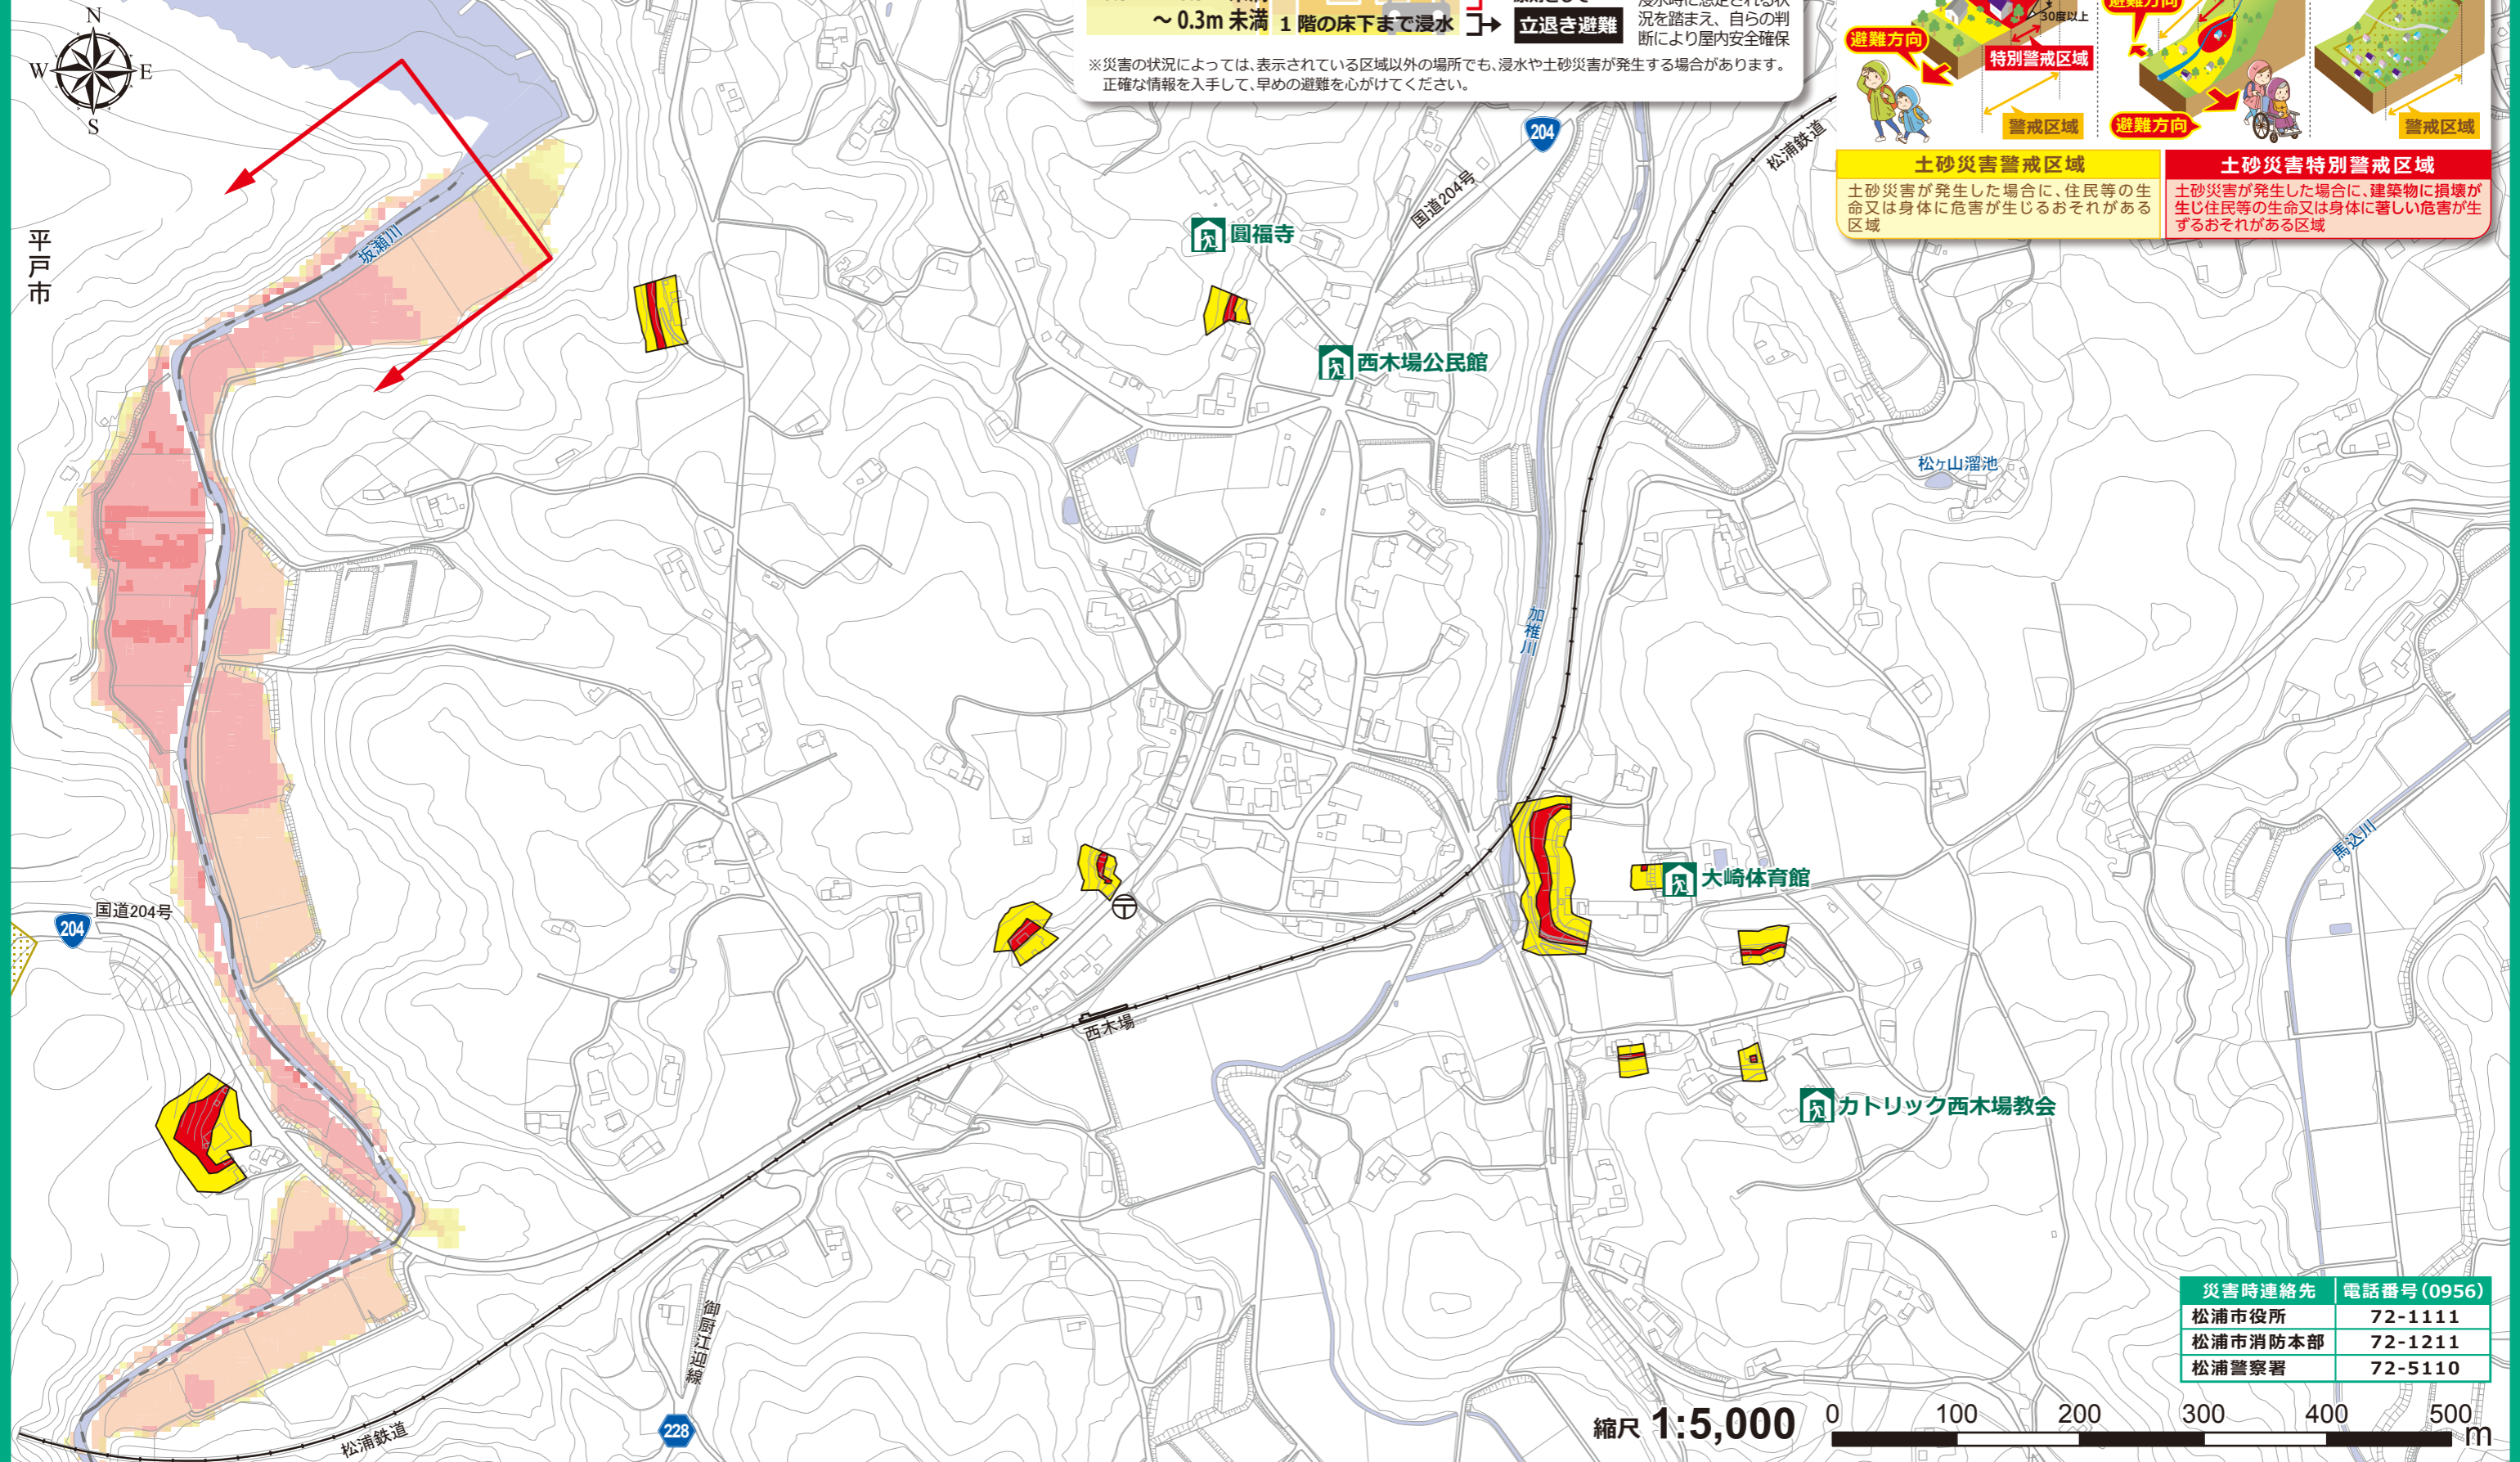 N
W
E
S
平戸市
～ 0.3m 未満
1 階の床下まで浸水
立退き避難
況を踏まえ、自らの判
断により屋内安全確保
※災害の状況によっては、表示されている区域以外の場所でも、浸水や土砂災害が発生する場合があります。
正確な情報を入手して、早めの避難を心がけてください。
避難方向
30度以上
特別警戒区域
警戒区域
避難方向
警戒区域
土砂災害警戒区域
土砂災害が発生した場合に、住民等の生
命又は身体に危害が生じるおそれがある
区域
土砂災害特別警戒区域
土砂災害が発生した場合に、建築物に損壊が
生じ住民等の生命又は身体に著しい危害が生
ずるおそれがある区域
204
松浦鉄道
国道204号
坂瀬川
圓福寺
西木場公民館
松ヶ山溜池
加椎川
馬込川
大崎体育館
国道204号
204
西木場
カトリック西木場教会
御厨江迎線
228
松浦鉄道
災害時連絡先 電話番号(0956)
松浦市役所 72-1111
松浦市消防本部 72-1211
松浦警察署 72-5110
縮尺 1:5,000
0 100 200 300 400 500
m